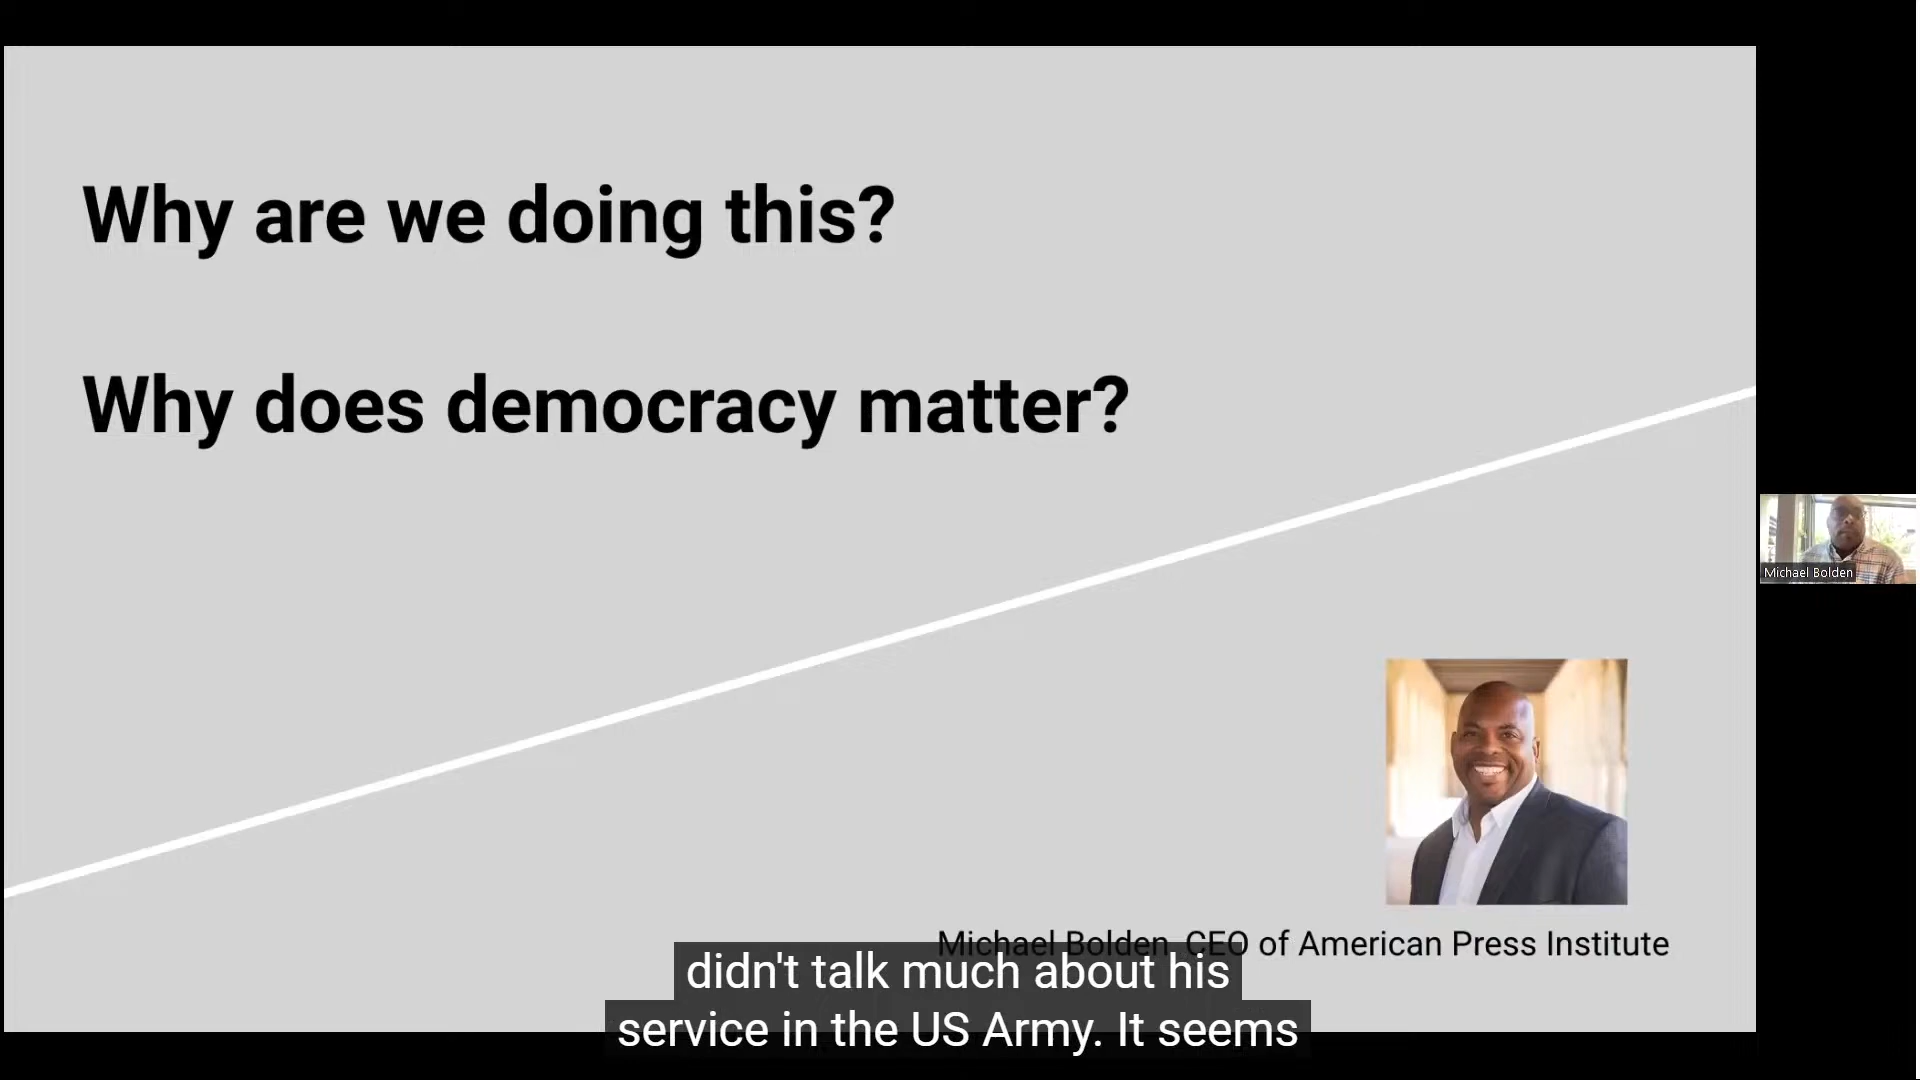 Why are we doing this?
Why does democracy matter?
Michael Bolden
Michael Bolden, CEO of American Press Institute
didn't talk much about his
service in the US Army. It seems